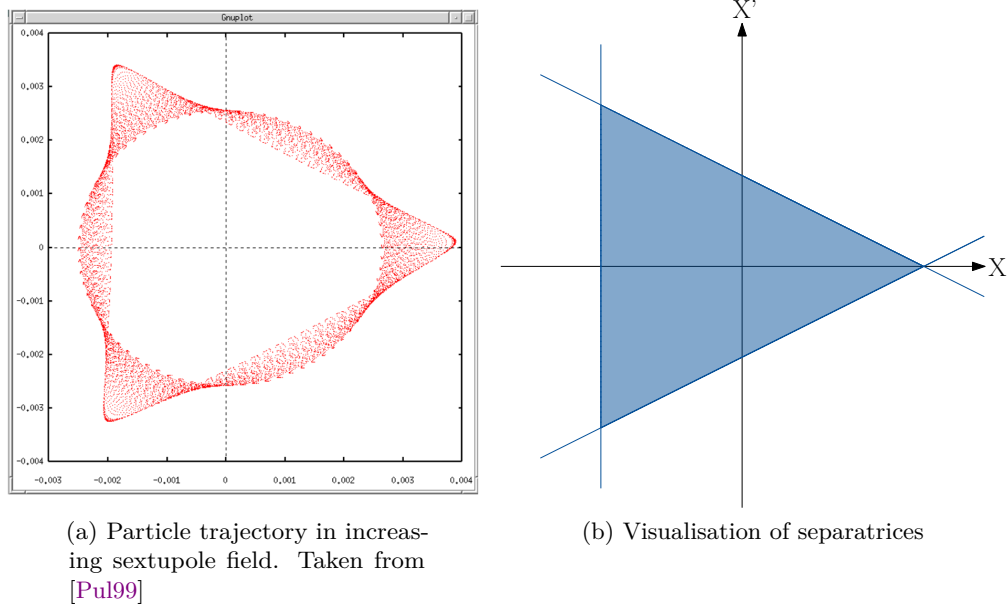 Gnuplot
0.004
0.003
0.002
0.001
0
-0.001
-0.002
-0.003
-0.004
-0.003
-0.002
-0.001
0
0.001
0.002
0.003
0.004
X'
X
(a) Particle trajectory in increas-
ing sextupole field. Taken from
[Pul99]
(b) Visualisation of separatrices